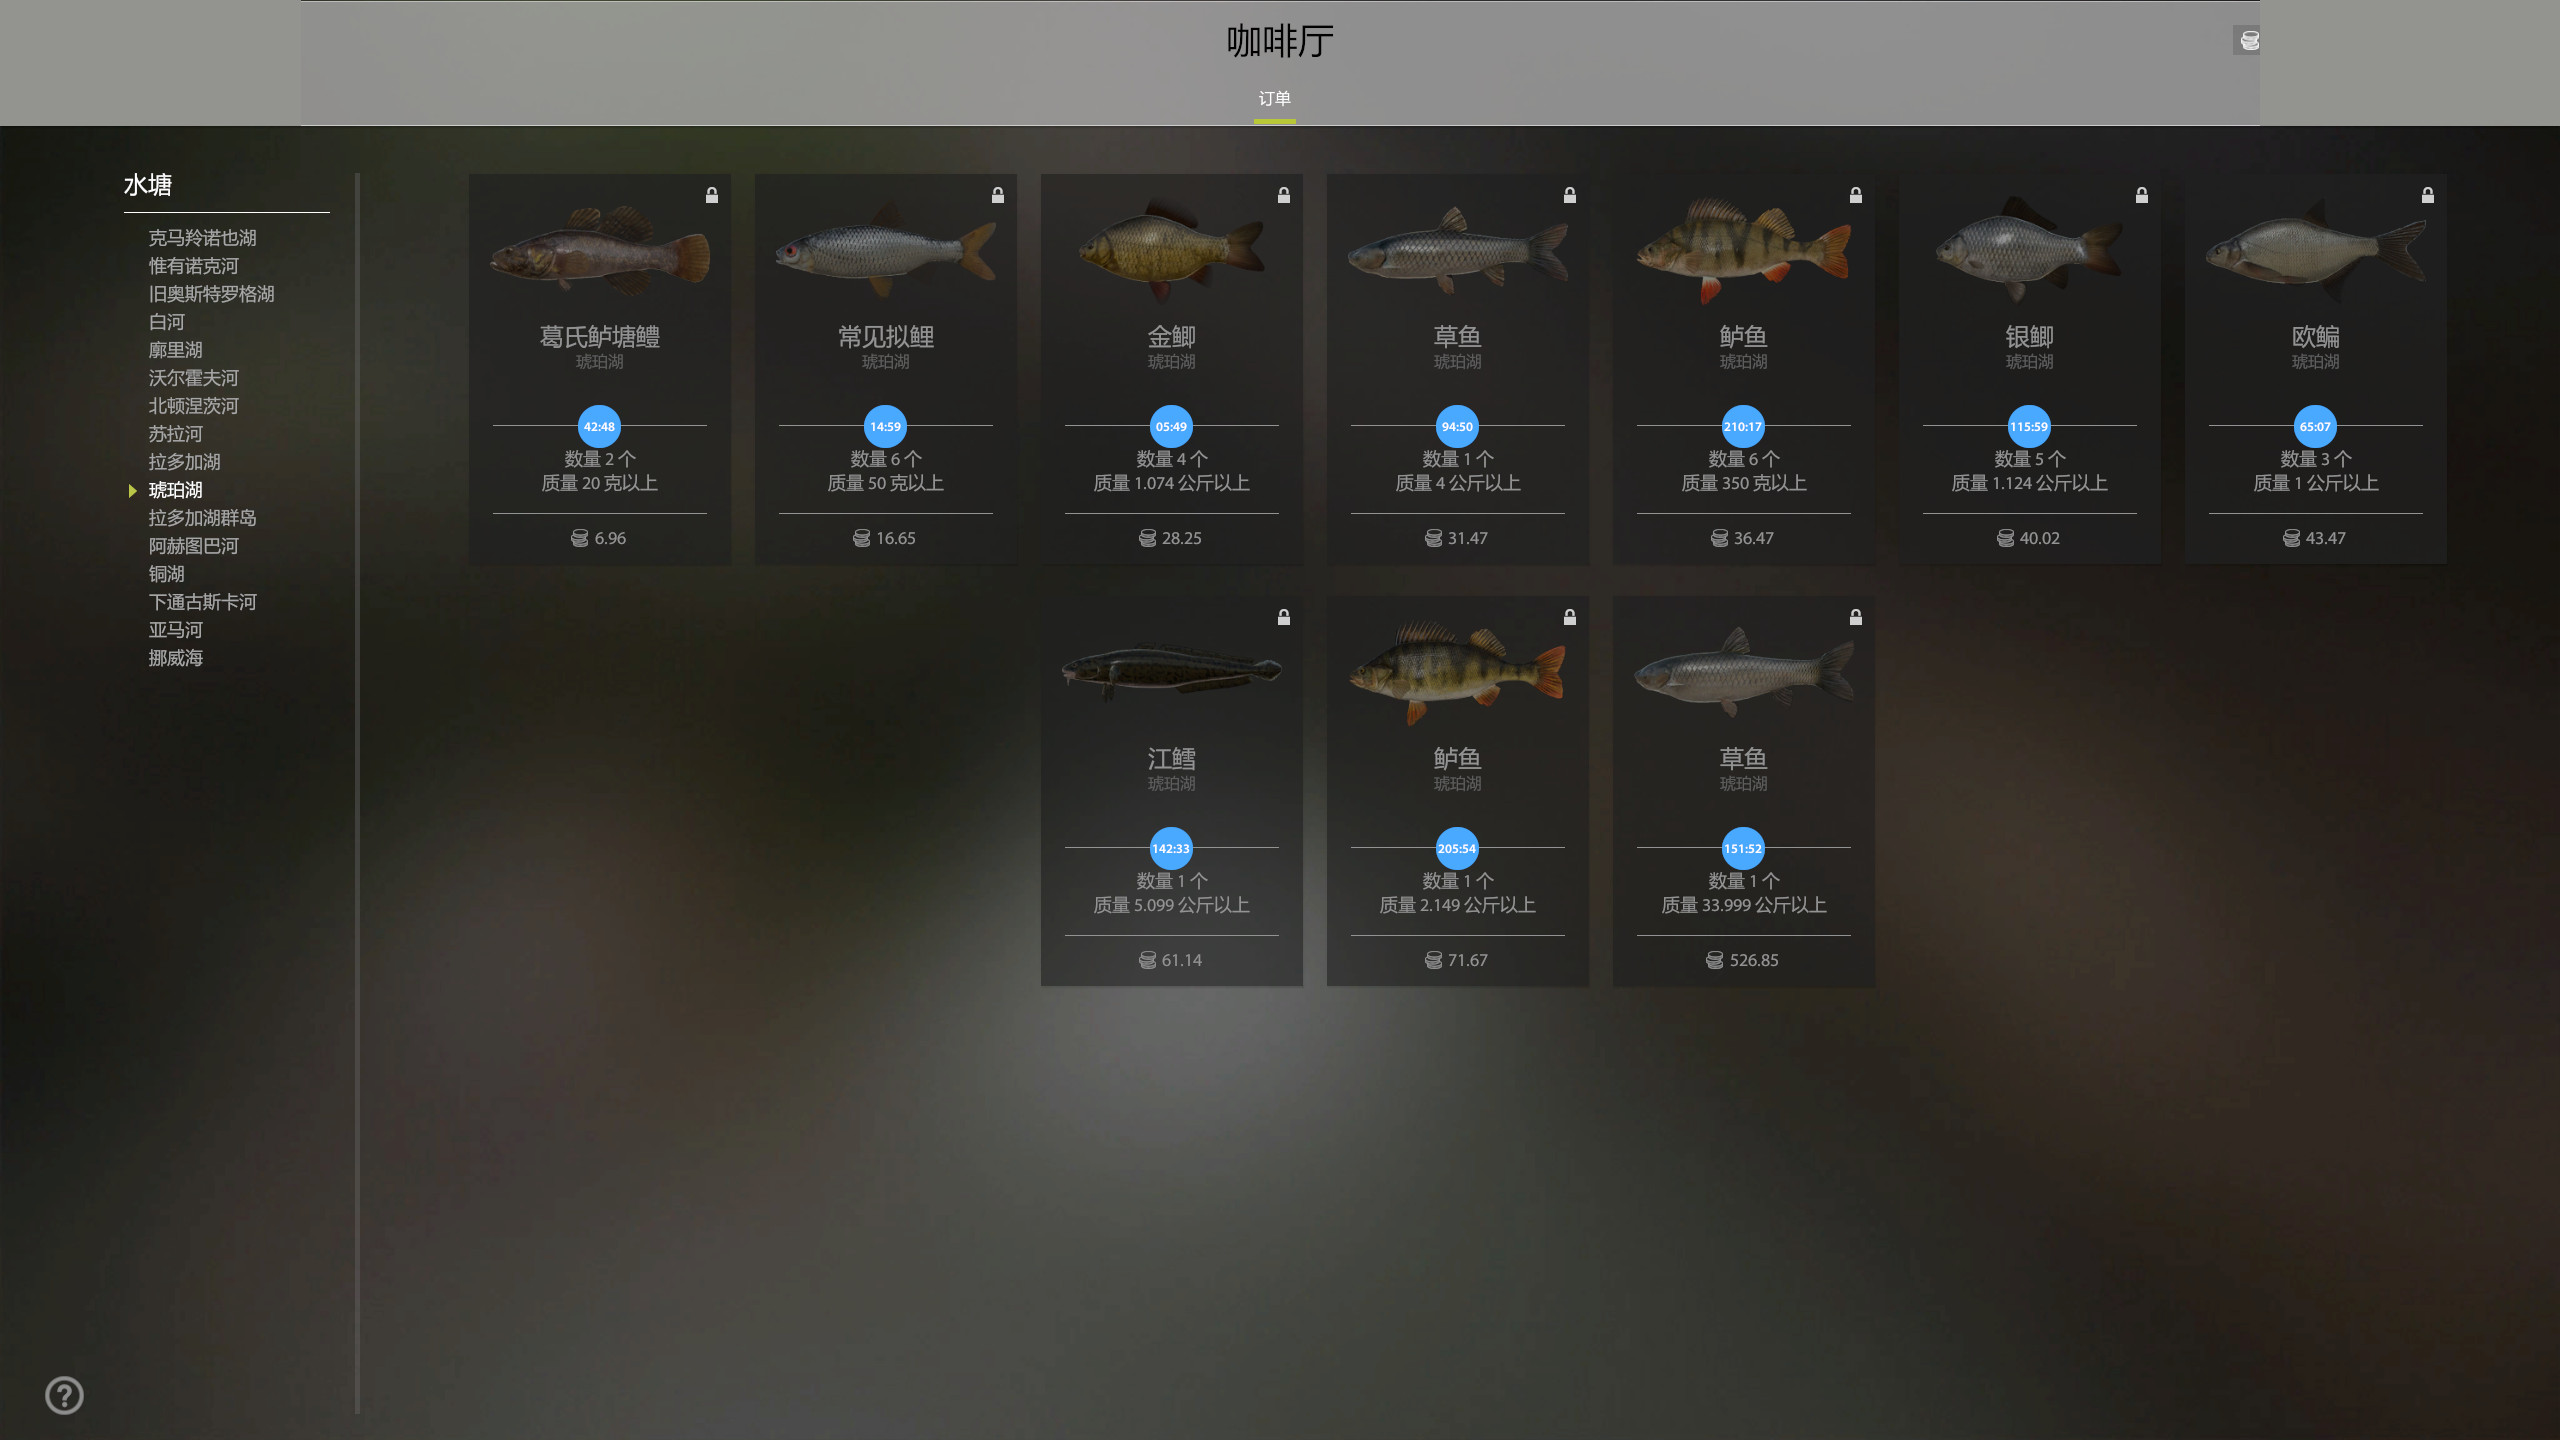 咖啡厅
订单
水塘
克马羚诺也湖
惟有诺克河
旧奥斯特罗格湖
白河
廓里湖
沃尔霍夫河
北顿涅茨河
苏拉河
拉多加湖
琥珀湖
拉多加湖群岛
阿赫图巴河
铜湖
下通古斯卡河
亚马河
挪威海
葛氏鲈塘鳢
琥珀湖
42:48
数量 2 个
质量 20 克以上
6.96
常见拟鲤
琥珀湖
14:59
数量 6 个
质量 50 克以上
16.65
金鲫
琥珀湖
05:49
数量 4 个
质量 1.074 公斤以上
28.25
草鱼
琥珀湖
94:50
数量 1 个
质量 4 公斤以上
31.47
鲈鱼
琥珀湖
210:17
数量 6 个
质量 350 克以上
36.47
银鲫
琥珀湖
115:59
数量 5 个
质量 1.124 公斤以上
40.02
欧鳊
琥珀湖
65:07
数量 3 个
质量 1 公斤以上
43.47
江鳕
琥珀湖
142:33
数量 1 个
质量 5.099 公斤以上
61.14
鲈鱼
琥珀湖
205:54
数量 1 个
质量 2.149 公斤以上
71.67
草鱼
琥珀湖
151:52
数量 1 个
质量 33.999 公斤以上
526.85
?